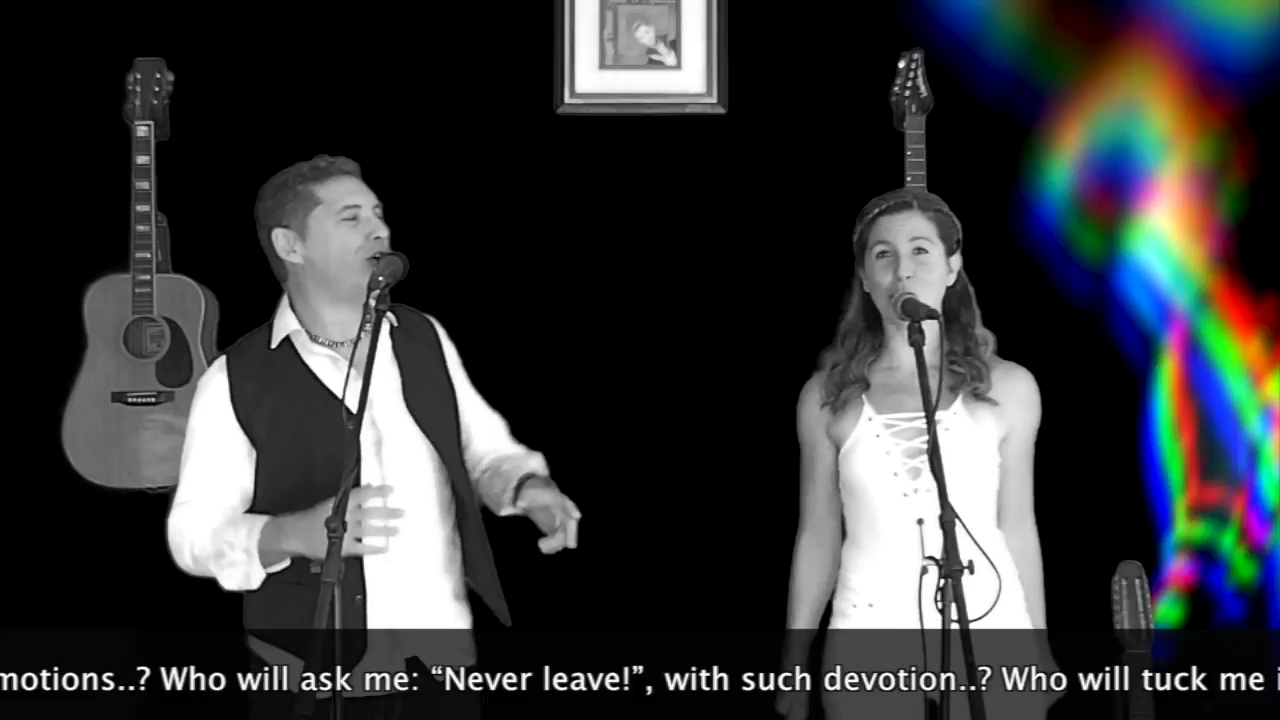 motions..? Who will ask me: “Never leave!”, with such devotion..? Who will tuck me i